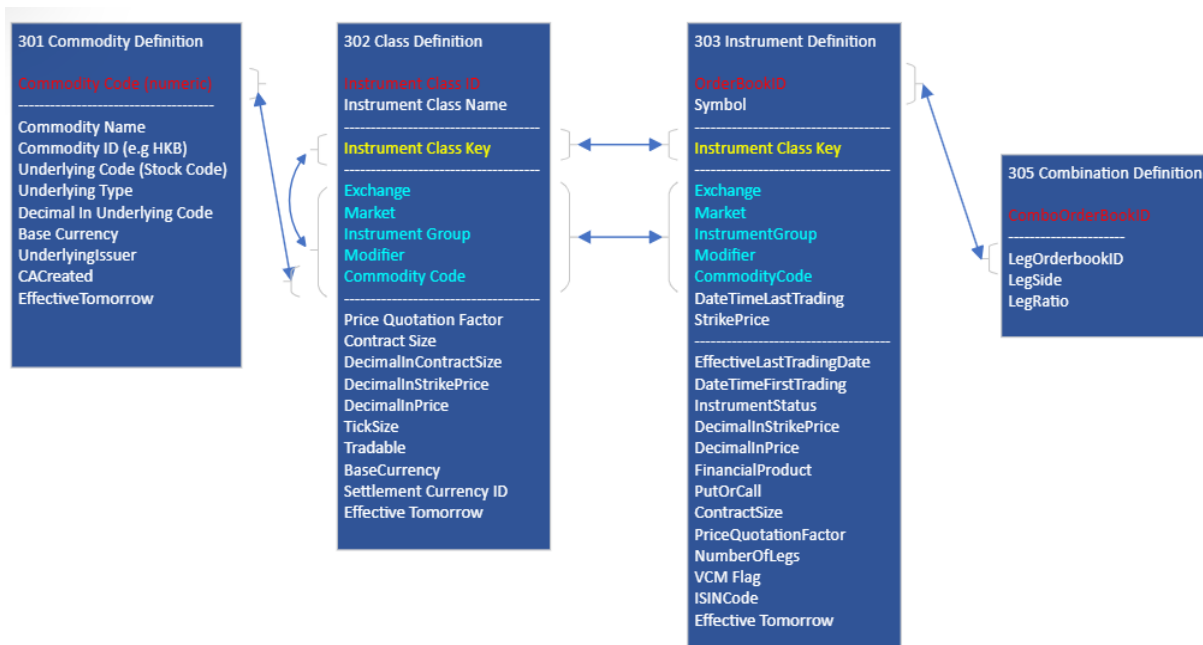 301 Commodity Definition
Commodity Code (numeric)
-------------------------------------
Commodity Name
Commodity ID (e.g HKB)
Underlying Code (Stock Code)
Underlying Type
Decimal In Underlying Code
Base Currency
UnderlyingIssuer
CACreated
EffectiveTomorrow
302 Class Definition
Instrument Class ID
Instrument Class Name
-------------------------------------
Instrument Class Key
-------------------------------------
Exchange
Market
Instrument Group
Modifier
Commodity Code
-------------------------------------
Price Quotation Factor
Contract Size
DecimalInContractSize
DecimalInStrikePrice
DecimalInPrice
TickSize
Tradable
BaseCurrency
Settlement Currency ID
Effective Tomorrow
303 Instrument Definition
OrderBookID
Symbol
-------------------------------------
Instrument Class Key
-------------------------------------
Exchange
Market
InstrumentGroup
Modifier
CommodityCode
DateTimeLastTrading
StrikePrice
-------------------------------------
EffectiveLastTradingDate
DateTimeFirstTrading
InstrumentStatus
DecimalInStrikePrice
DecimalInPrice
FinancialProduct
PutOrCall
ContractSize
PriceQuotationFactor
NumberOfLegs
VCM Flag
ISINCode
Effective Tomorrow
305 Combination Definition
ComboOrderBookID
----------------------
LegOrderbookID
LegSide
LegRatio